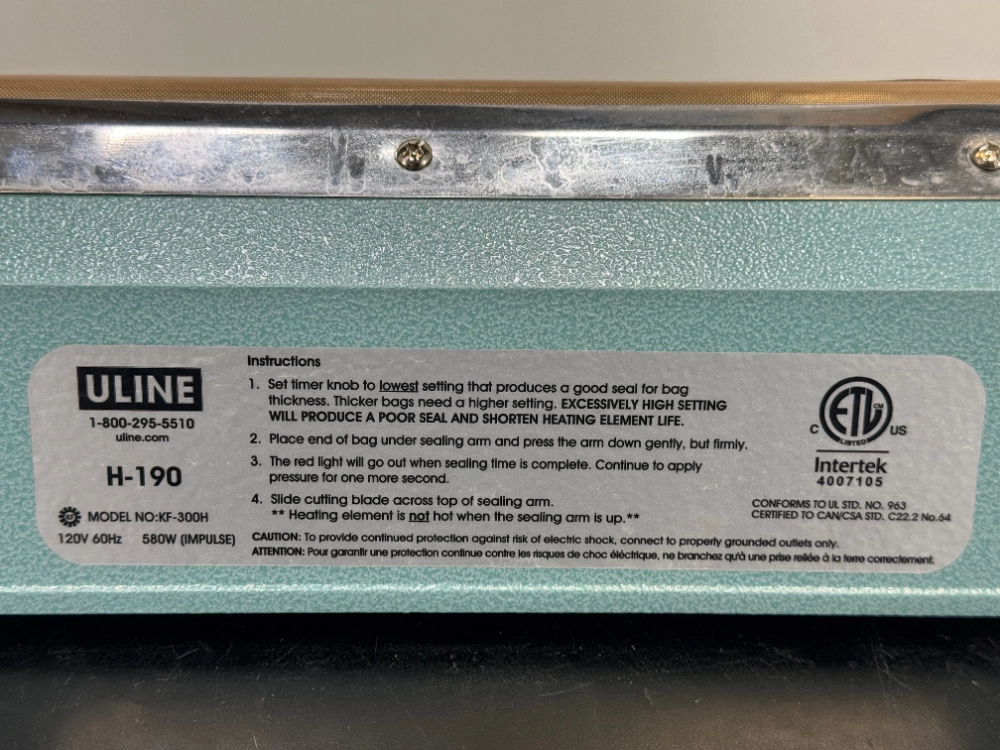 ULINE
1-800-295-5510
uline.com
H-190
MODEL NO:KF-300H
120V 60Hz 580W (IMPULSE)
Instructions
1. Set timer knob to lowest setting that produces a good seal for bag
thickness. Thicker bags need a higher setting. EXCESSIVELY HIGH SETTING
WILL PRODUCE A POOR SEAL AND SHORTEN HEATING ELEMENT LIFE.
2. Place end of bag under sealing arm and press the arm down gently, but firmly.
3. The red light will go out when sealing time is complete. Continue to apply
pressure for one more second.
4. Slide cutting blade across top of sealing arm.
** Heating element is not hot when the sealing arm is up.**
CAUTION: To provide continued protection against risk of electric shock, connect to properly grounded outlets only.
ATTENTION: Pour garantir une protection continue contre les risques de choc éléctrique, ne branchez qu'à une prise reliée à la terre correctement.
ETL CM
C LISTED US
Intertek
4007105
CONFORMS TO UL STD. NO. 963
CERTIFIED TO CAN/CSA STD. C22.2 No.64